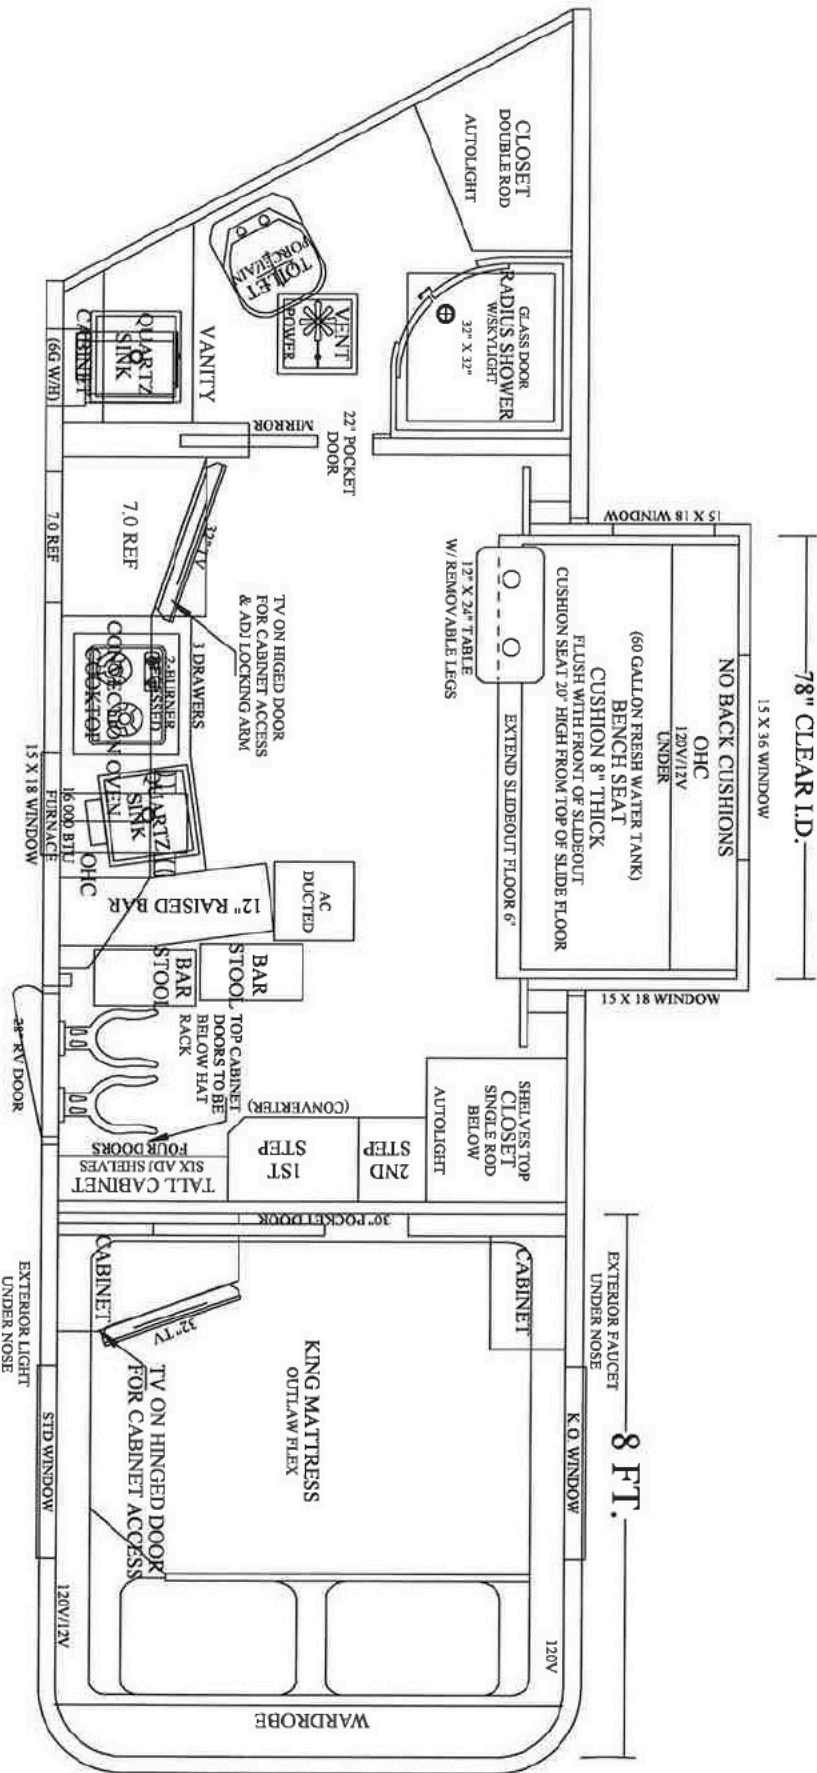 CLOSET
DOUBLE ROD
AUTOLIGHT
GLASS DOOR
RADIUS SHOWER
W/SKYLIGHT
32" X 32"
TOILET
PORCELAIN
VENT
POWER
VANITY
QUARTZ
SINK
CABINET
(6G W/H)
MIRROR
22" POCKET
DOOR
7.0 REF
7.0 REF
32" TV
TV ON HIGED DOOR
FOR CABINET ACCESS
& ADJ LOCKING ARM
3 DRAWERS
2-BURNER
RECESSED
COOKTOP
CONVECTION OVEN
QUARTZ
SINK
OHC
16 000 BTU
FURNACE
15 X 18 WINDOW
12" RAISED BAR
AC
DUCTED
BAR
STOOL
BAR
STOOL
28" RV DOOR
TOP CABINET
DOORS TO BE
BELOW HAT
RACK
15 X 18 WINDOW
78" CLEAR I.D.
15 X 36 WINDOW
NO BACK CUSHIONS
OHC
120V/12V
UNDER
(60 GALLON FRESH WATER TANK)
BENCH SEAT
CUSHION 8" THICK
FLUSH WITH FRONT OF SLIDEOUT
CUSHION SEAT 20" HIGH FROM TOP OF SLIDE FLOOR
EXTEND SLIDEOUT FLOOR 6"
12" X 24" TABLE
W/ REMOVABLE LEGS
15 X 18 WINDOW
SHELVES TOP
CLOSET
SINGLE ROD
BELOW
AUTOLIGHT
2ND
STEP
1ST
STEP
(CONVERTER)
TALL CABINET
SIX ADJ SHELVES
FOUR DOORS
30" POCKET DOOR
CABINET
CABINET
32" TV
TV ON HINGED DOOR
FOR CABINET ACCESS
KING MATTRESS
OUTLAW FLEX
EXTERIOR FAUCET
UNDER NOSE
8 FT.
K.O. WINDOW
EXTERIOR LIGHT
UNDER NOSE
STD WINDOW
120V/12V
120V
WARDROBE